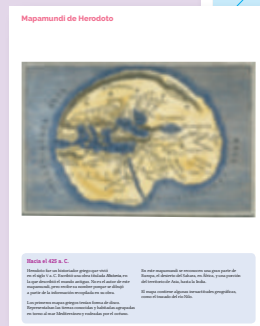 Mapamundi de Herodoto
Hacia el 425 a. C.
Herodoto fue un historiador griego que vivió
en el siglo V a. C. Escribió una obra titulada Historia, en
la que describió el mundo antiguo. No es el autor de este
mapamundi, pero recibe su nombre porque se dibujó
a partir de la información recopilada en su obra.
Los primeros mapas griegos tenían forma de disco.
Representaban las tierras conocidas y habitadas agrupadas
en torno al mar Mediterráneo y rodeadas por el océano.
En este mapamundi se reconocen una gran parte de
Europa, el desierto del Sahara, en África, y una porción
del territorio de Asia, hasta la India.
El mapa contiene algunas inexactitudes geográficas,
como el trazado del río Nilo.